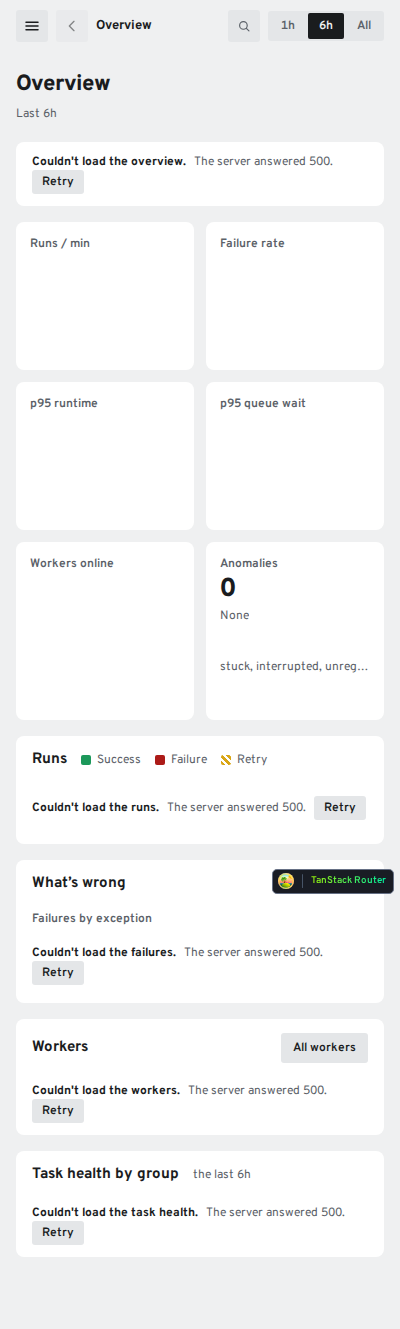 Overview
1h 6h All
Overview
Last 6h
Couldn't load the overview. The server answered 500.
Retry
Runs / min
Failure rate
p95 runtime
p95 queue wait
Workers online
Anomalies
0
None
stuck, interrupted, unreg…
Runs Success Failure Retry
Couldn't load the runs. The server answered 500. Retry
What's wrong
TanStack Router
Failures by exception
Couldn't load the failures. The server answered 500.
Retry
Workers All workers
Couldn't load the workers. The server answered 500.
Retry
Task health by group the last 6h
Couldn't load the task health. The server answered 500.
Retry